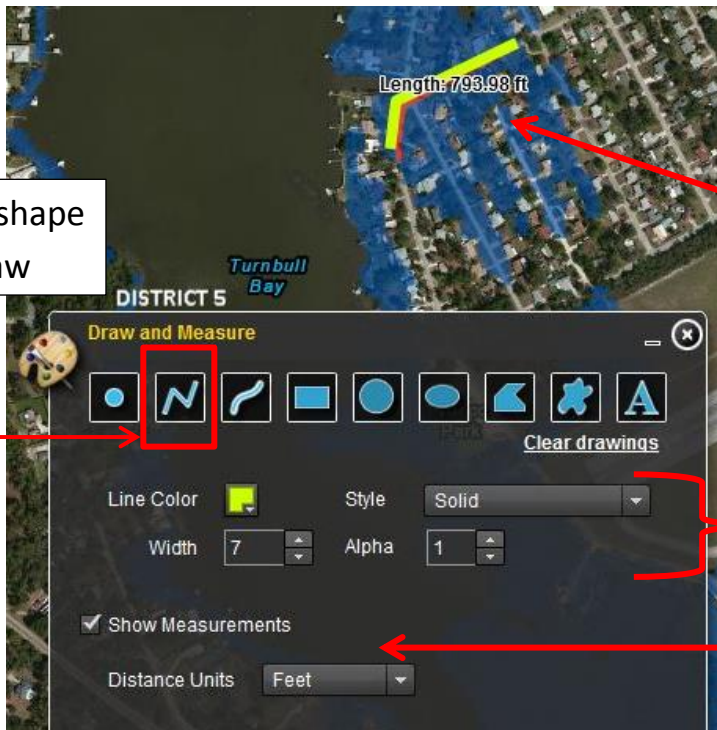 Length: 793.98 ft
shape
Turnbull
Bay
DISTRICT 5
Draw and Measure
A
Clear drawings
Line Color
Style
Solid
Width
7
Alpha
1
Show Measurements
Distance Units
Feet